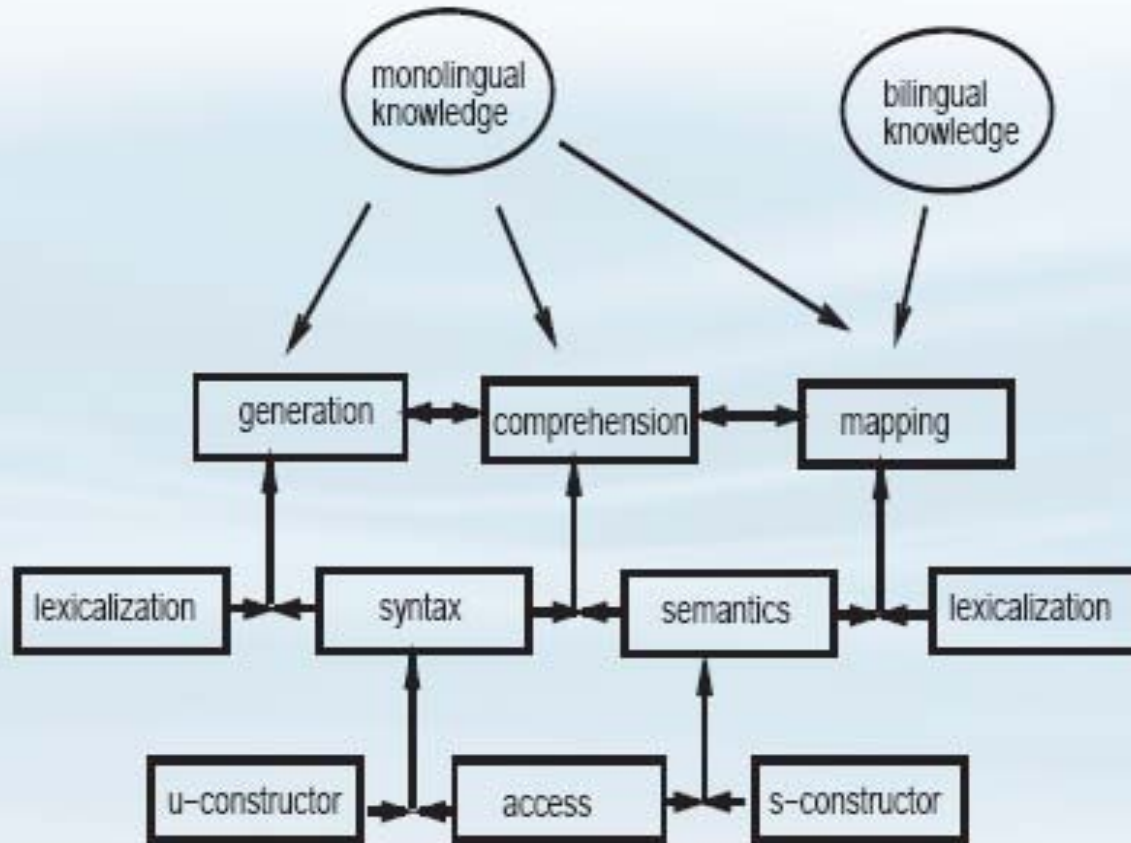 monolingual
knowledge
bilingual
knowledge
generation
comprehension
mapping
lexicalization
syntax
semantics
lexicalization
u-constructor
access
s-constructor